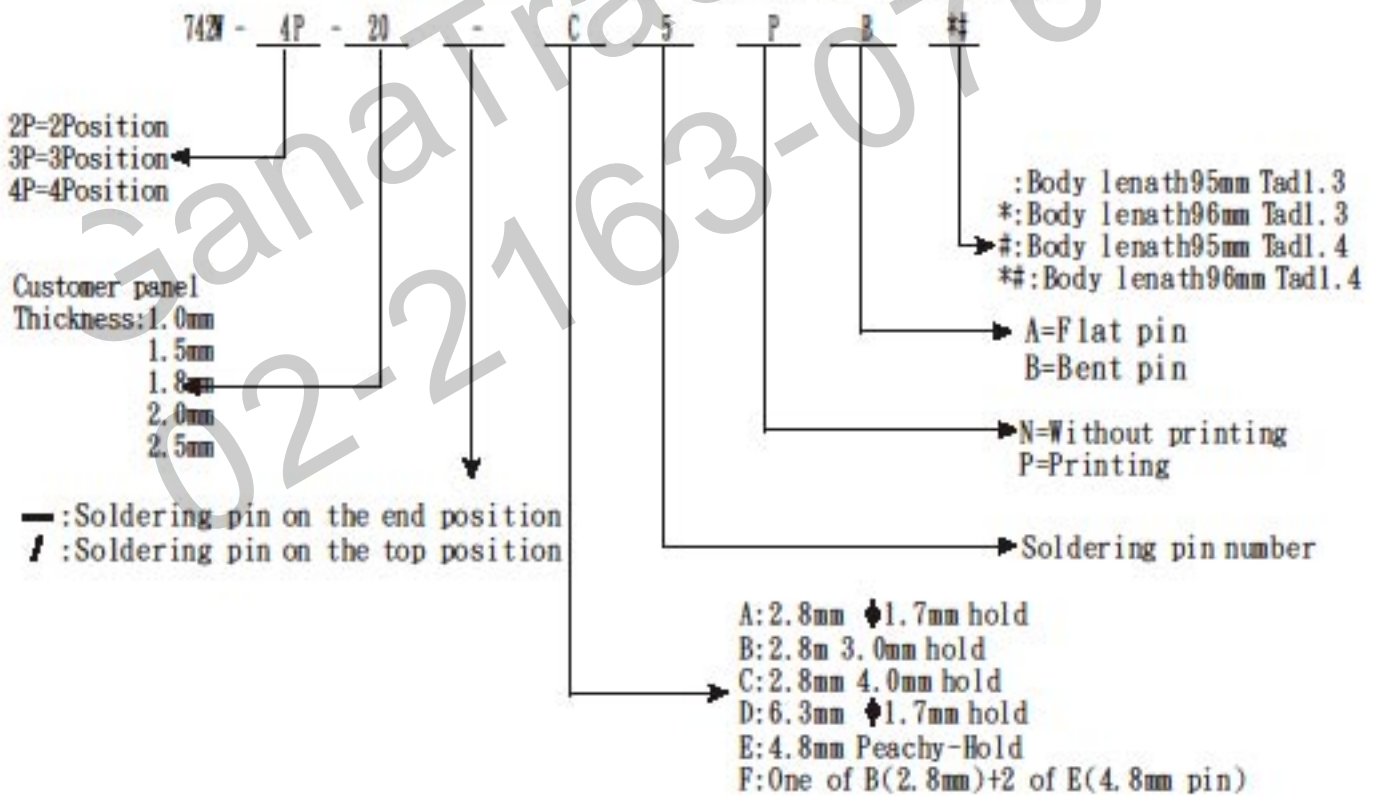 742W - 4P - 20 - C 5 P B *#
2P=2Position
3P=3Position
4P=4Position
Customer panel
Thickness:1.0mm
1.5mm
1.8mm
2.0mm
2.5mm
━ :Soldering pin on the end position
/ :Soldering pin on the top position
:Body lenath95mm Tad1.3
*:Body lenath96mm Tad1.3
#:Body lenath95mm Tad1.4
*#:Body lenath96mm Tad1.4
A=Flat pin
B=Bent pin
N=Without printing
P=Printing
Soldering pin number
A:2.8mm ϕ1.7mm hold
B:2.8m 3.0mm hold
C:2.8mm 4.0mm hold
D:6.3mm ϕ1.7mm hold
E:4.8mm Peachy-Hold
F:One of B(2.8mm)+2 of E(4.8mm pin)